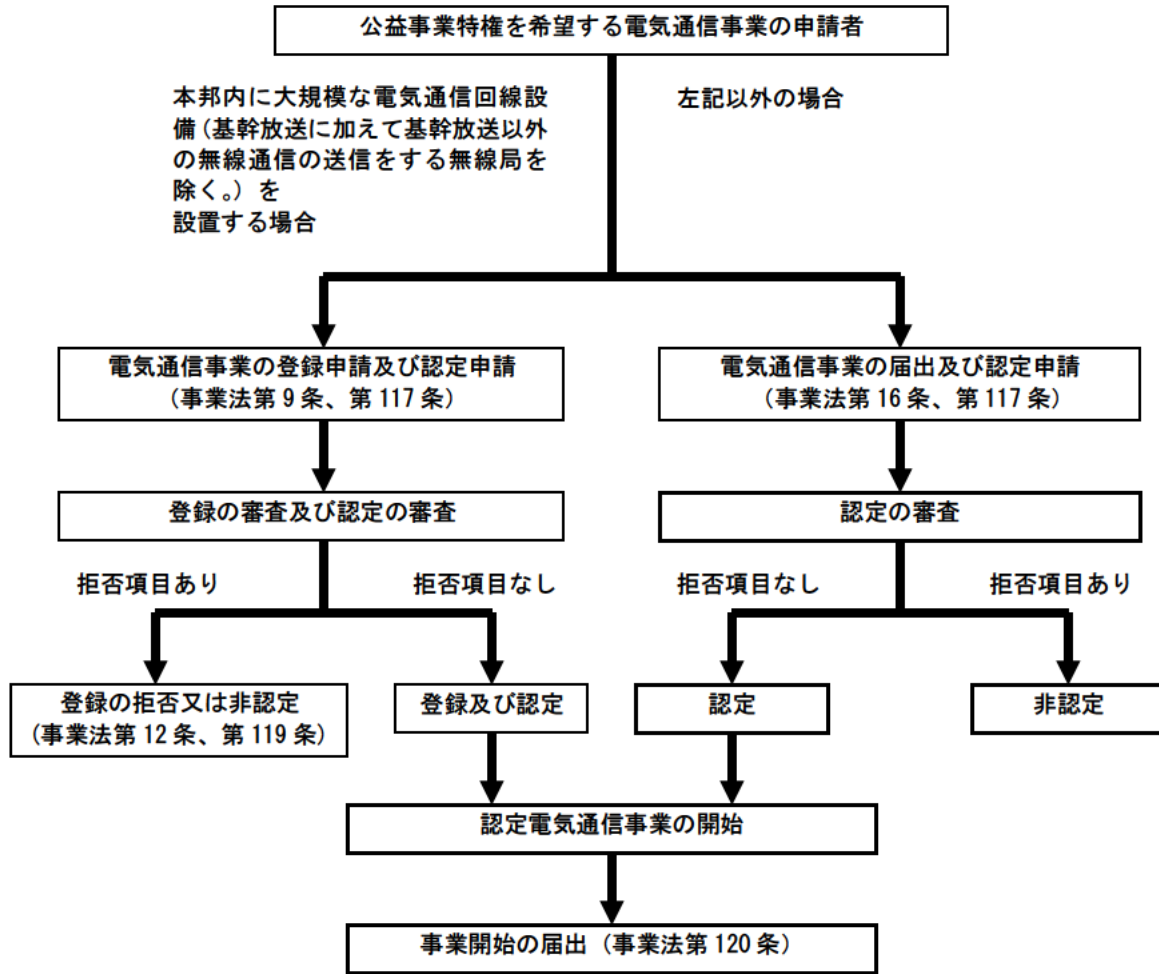 公益事業特権を希望する電気通信事業の申請者
本邦内に大規模な電気通信回線設
備（基幹放送に加えて基幹放送以外
の無線通信の送信をする無線局を
除く。）を
設置する場合
左記以外の場合
電気通信事業の登録申請及び認定申請
（事業法第９条、第 117 条）
電気通信事業の届出及び認定申請
（事業法第 16 条、第 117 条）
登録の審査及び認定の審査
認定の審査
拒否項目あり
拒否項目なし
拒否項目なし
拒否項目あり
登録の拒否又は非認定
（事業法第 12 条、第 119 条）
登録及び認定
認定
非認定
認定電気通信事業の開始
事業開始の届出（事業法第 120 条）